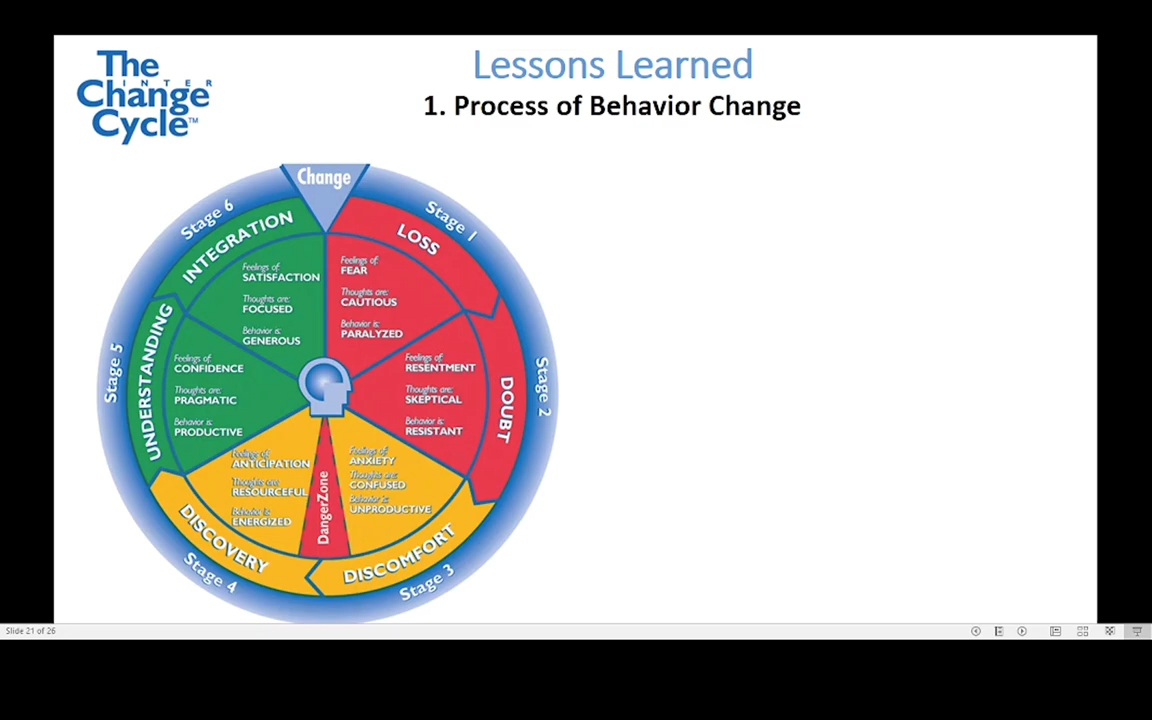 The
INTER
Change
Cycle™
Lessons Learned
1. Process of Behavior Change
Change
Stage 1
LOSS
Feelings of:
FEAR
Thoughts are:
CAUTIOUS
Behavior is:
PARALYZED
Stage 2
DOUBT
Feelings of:
RESENTMENT
Thoughts are:
SKEPTICAL
Behavior is:
RESISTANT
Stage 3
DISCOMFORT
Feelings of:
ANXIETY
Thoughts are:
CONFUSED
Behavior is:
UNPRODUCTIVE
DangerZone
Stage 4
DISCOVERY
Feelings of:
ANTICIPATION
Thoughts are:
RESOURCEFUL
Behavior is:
ENERGIZED
Stage 5
UNDERSTANDING
Feelings of:
CONFIDENCE
Thoughts are:
PRAGMATIC
Behavior is:
PRODUCTIVE
Stage 6
INTEGRATION
Feelings of:
SATISFACTION
Thoughts are:
FOCUSED
Behavior is:
GENEROUS
Slide 21 of 26